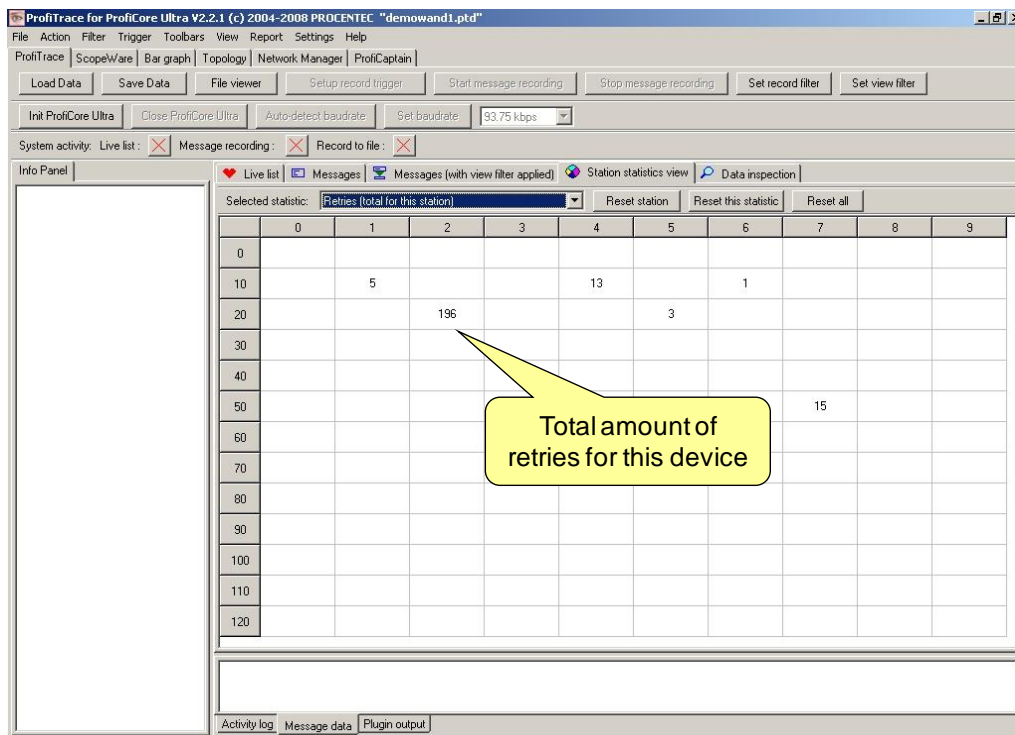 ProfiTrace for ProfiCore Ultra V2.2.1 (c) 2004-2008 PROCENTEC "demowand1.ptd"
File Action Filter Trigger Toolbars View Report Settings Help
ProfiTrace ScopeWare Bar graph Topology Network Manager ProfiCaptain
Load Data Save Data File viewer Setup record trigger Start message recording Stop message recording Set record filter Set view filter
Init ProfiCore Ultra Close ProfiCore Ultra Auto-detect baudrate Set baudrate 93.75 kbps
System activity: Live list : Message recording : Record to file :
Info Panel
Live list Messages Messages (with view filter applied) Station statistics view Data inspection
Selected statistic: Retries (total for this station) Reset station Reset this statistic Reset all
0 1 2 3 4 5 6 7 8 9
0
10 5 13 1
20 196 3
30
40
50 15
60
70
80
90
100
110
120
Total amount of
retries for this device
Activity log Message data Plugin output